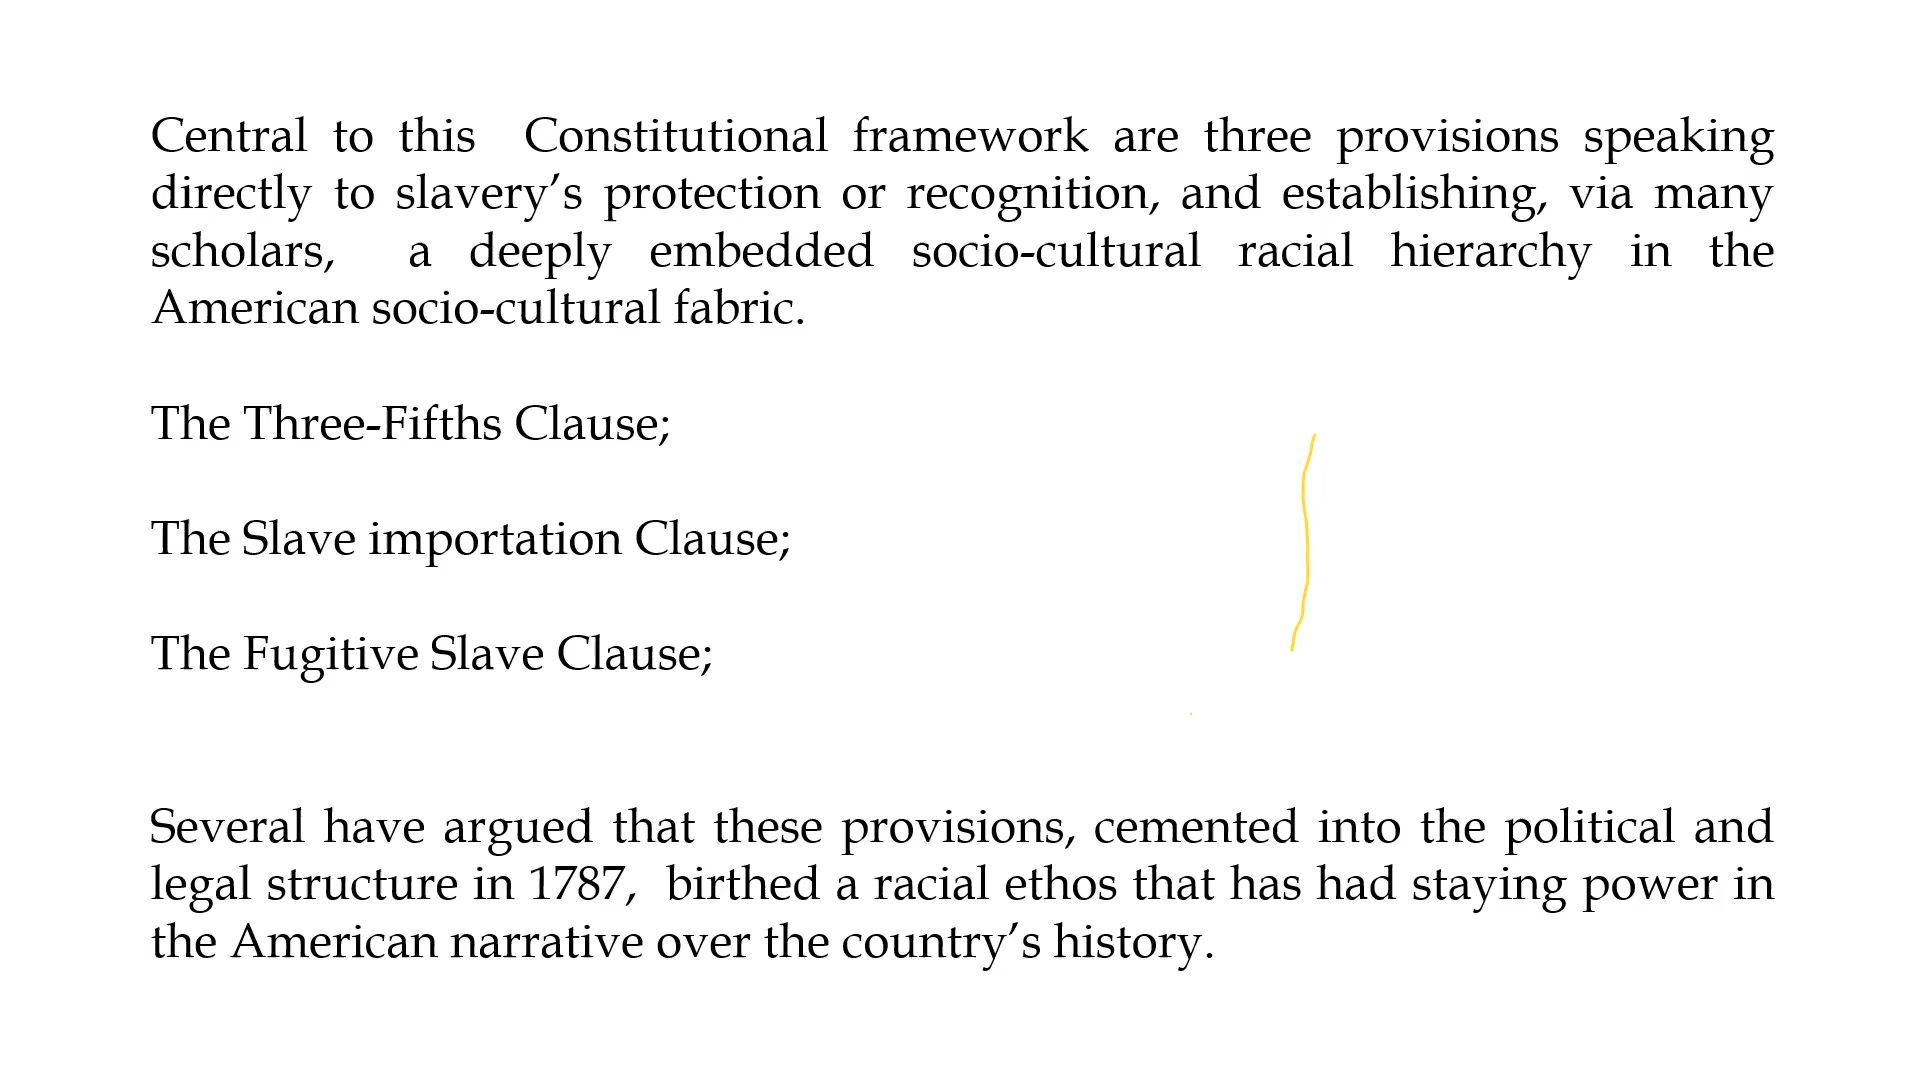 Central to this Constitutional framework are three provisions speaking
directly to slavery’s protection or recognition, and establishing, via many
scholars, a deeply embedded socio-cultural racial hierarchy in the
American socio-cultural fabric.
The Three-Fifths Clause;
The Slave importation Clause;
The Fugitive Slave Clause;
Several have argued that these provisions, cemented into the political and
legal structure in 1787, birthed a racial ethos that has had staying power in
the American narrative over the country’s history.